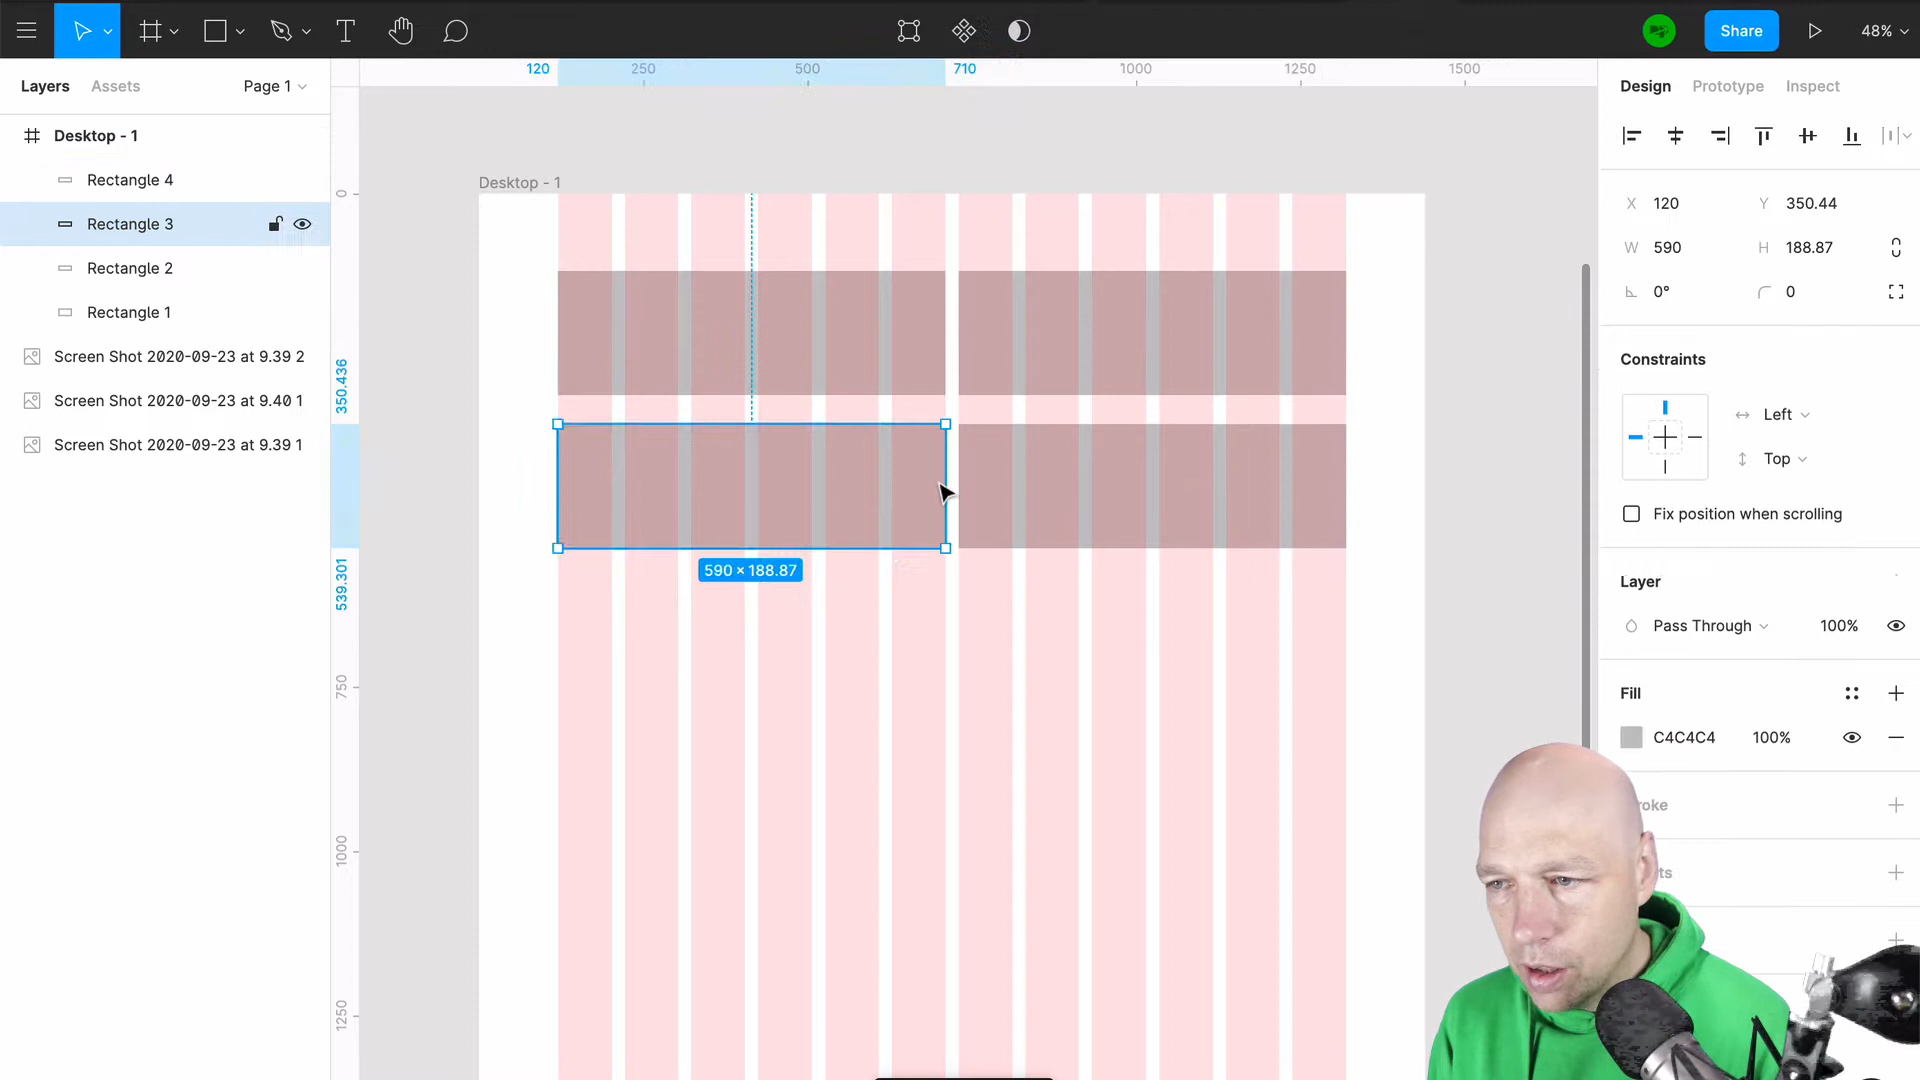 Share
48%
Layers
Assets
Page 1
120
250
500
710
1000
1250
1500
Design
Prototype
Inspect
Desktop - 1
Rectangle 4
Rectangle 3
Rectangle 2
Rectangle 1
Screen Shot 2020-09-23 at 9.39 2
Screen Shot 2020-09-23 at 9.40 1
Screen Shot 2020-09-23 at 9.39 1
0
350.436
539.301
750
1000
1250
Desktop - 1
590 × 188.87
X 120
Y 350.44
W 590
H 188.87
0°
0
Constraints
Left
Top
Fix position when scrolling
Layer
Pass Through
100%
Fill
C4C4C4
100%
roke
ts